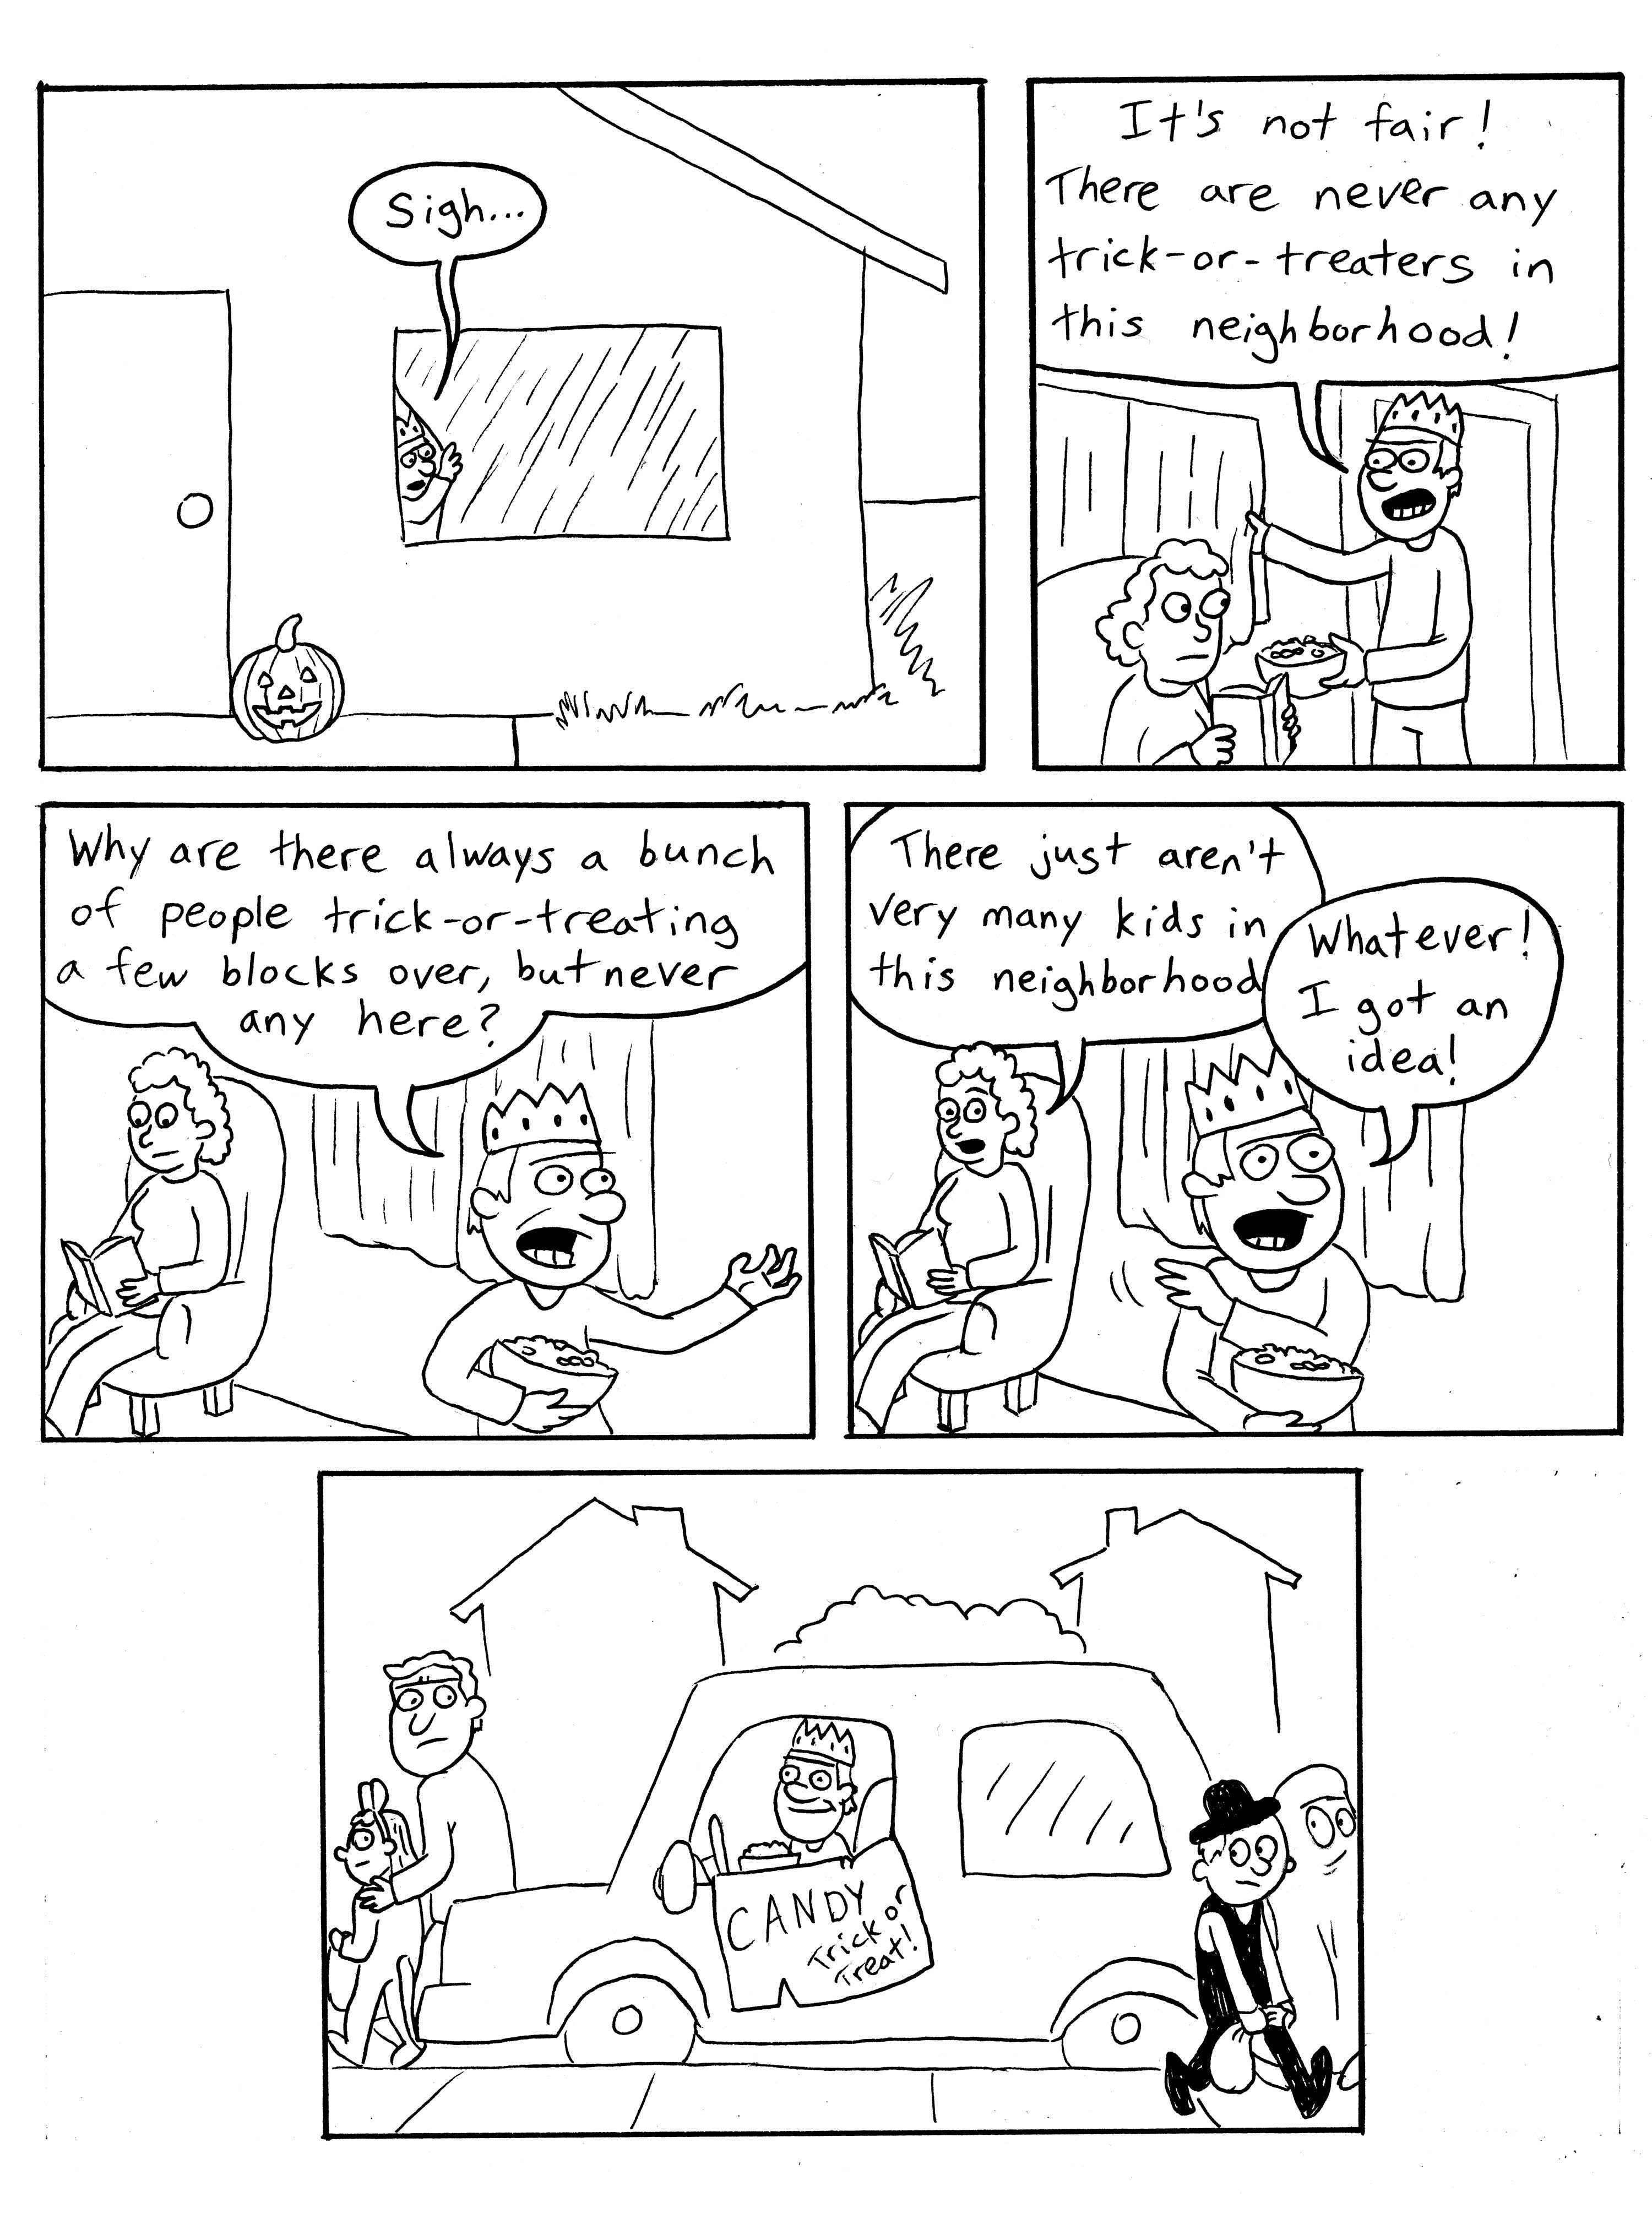 Sigh...
It's not fair!
There are never any
trick-or-treaters in
this neighborhood!
Why are there always a bunch
of people trick-or-treating
a few blocks over, but never
any here?
There just aren't
very many kids in
this neighborhood
Whatever!
I got an
idea!
CANDY
Trick or
Treat!